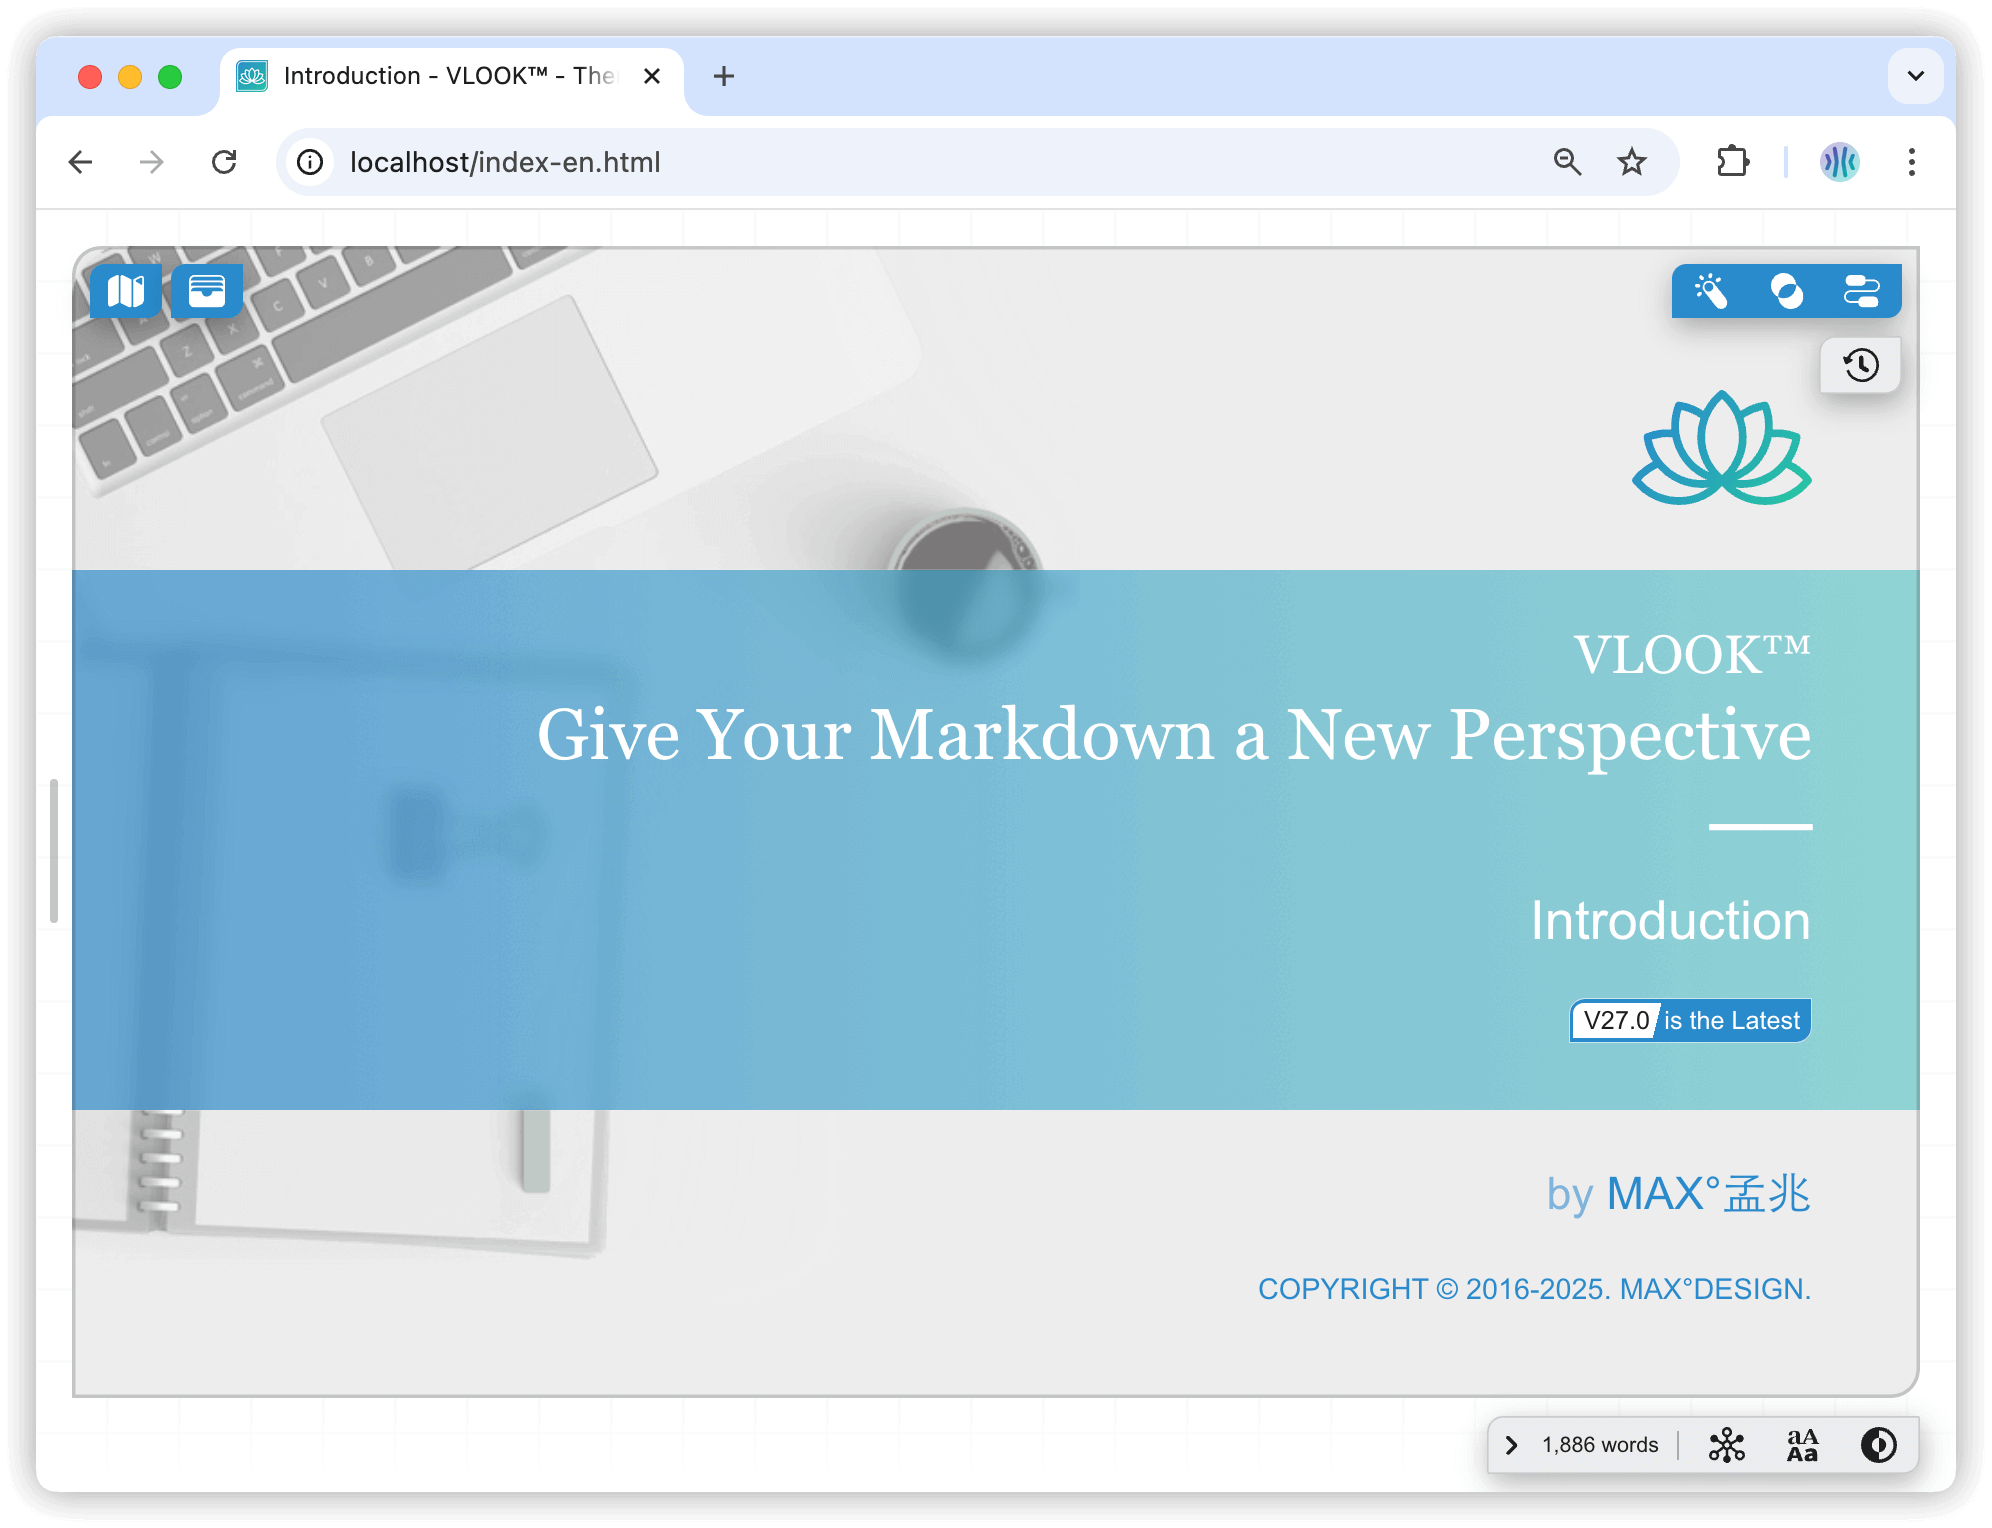 Introduction - VLOOK™ - The
localhost/index-en.html
VLOOK™
Give Your Markdown a New Perspective
Introduction
V27.0 is the Latest
by MAX°孟兆
COPYRIGHT © 2016-2025. MAX°DESIGN.
1,886 words
aA
Aa